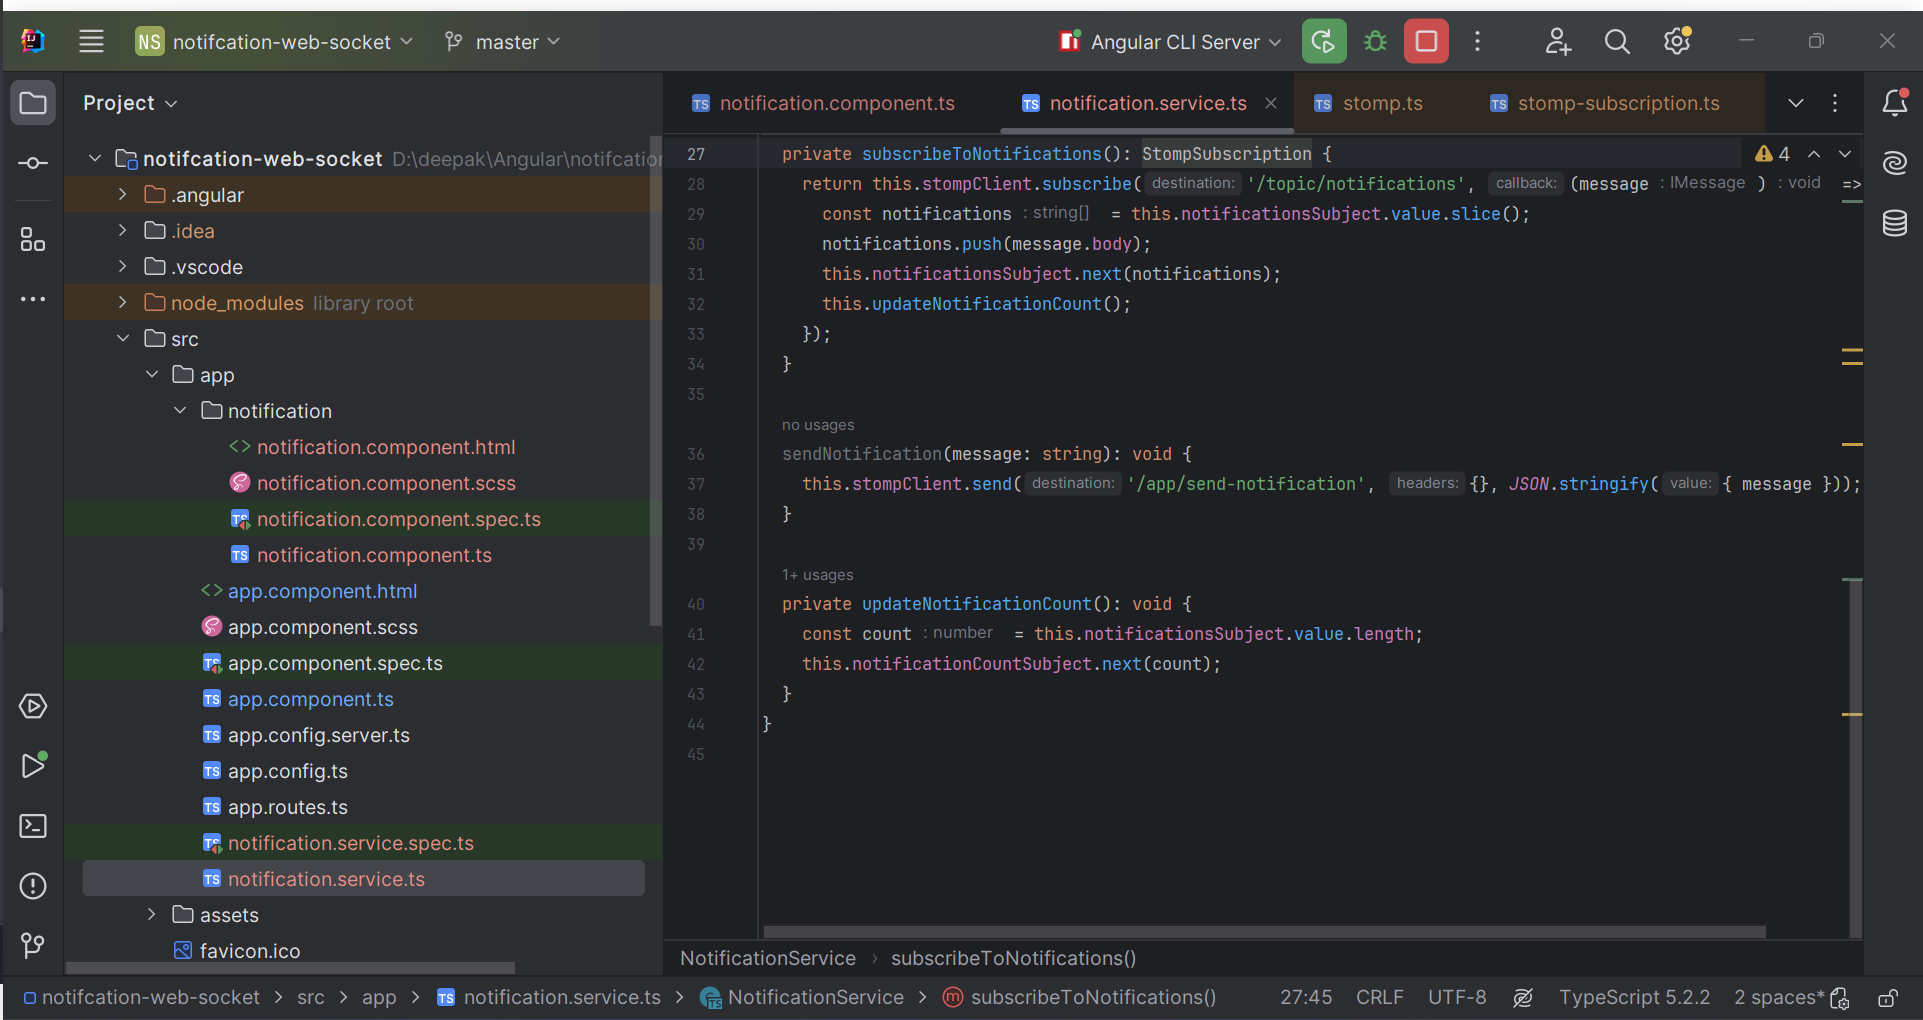 NS notifcation-web-socket master Angular CLI Server
Project
notification.component.ts notification.service.ts stomp.ts stomp-subscription.ts
notifcation-web-socket D:\deepak\Angular\notifcation
.angular
.idea
.vscode
node_modules library root
src
app
notification
notification.component.html
notification.component.scss
notification.component.spec.ts
notification.component.ts
app.component.html
app.component.scss
app.component.spec.ts
app.component.ts
app.config.server.ts
app.config.ts
app.routes.ts
notification.service.spec.ts
notification.service.ts
assets
favicon.ico
4
27 private subscribeToNotifications(): StompSubscription {
28 return this.stompClient.subscribe( destination: '/topic/notifications', callback: (message : IMessage ) : void =>
29 const notifications : string[] = this.notificationsSubject.value.slice();
30 notifications.push(message.body);
31 this.notificationsSubject.next(notifications);
32 this.updateNotificationCount();
33 });
34 }
35
no usages
36 sendNotification(message: string): void {
37 this.stompClient.send( destination: '/app/send-notification', headers: {}, JSON.stringify( value: { message }));
38 }
39
1+ usages
40 private updateNotificationCount(): void {
41 const count : number = this.notificationsSubject.value.length;
42 this.notificationCountSubject.next(count);
43 }
44 }
45
NotificationService › subscribeToNotifications()
notifcation-web-socket > src > app > notification.service.ts > NotificationService > subscribeToNotifications() 27:45 CRLF UTF-8 TypeScript 5.2.2 2 spaces*